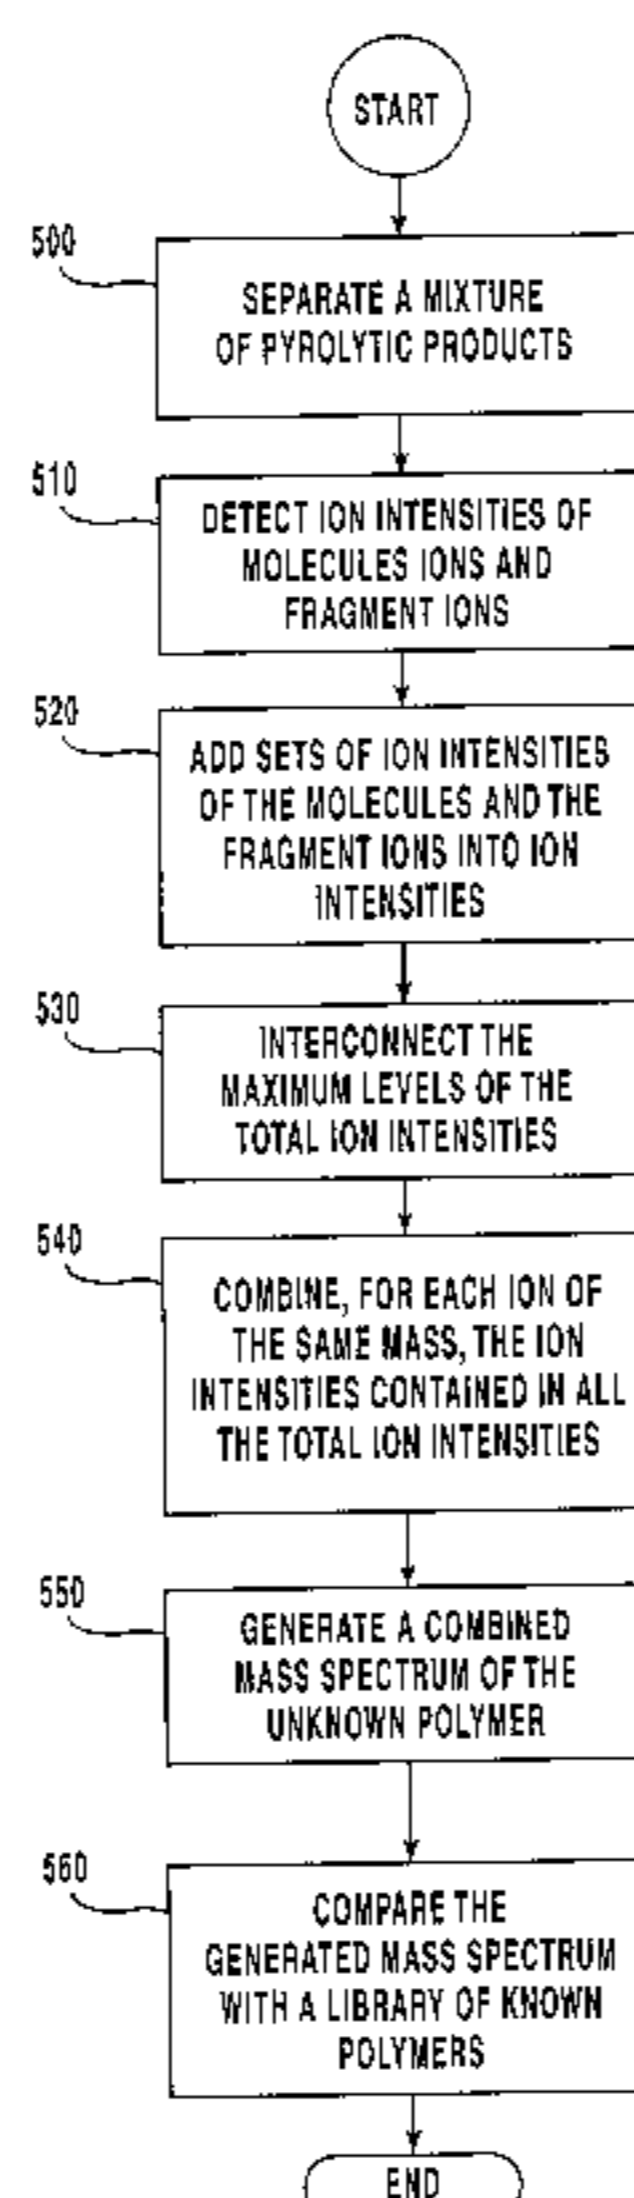 START
500
SEPARATE A MIXTURE
OF PYROLYTIC PRODUCTS
510
DETECT ION INTENSITIES OF
MOLECULES IONS AND
FRAGMENT IONS
520
ADD SETS OF ION INTENSITIES
OF THE MOLECULES AND THE
FRAGMENT IONS INTO ION
INTENSITIES
530
INTERCONNECT THE
MAXIMUM LEVELS OF THE
TOTAL ION INTENSITIES
540
COMBINE, FOR EACH ION OF
THE SAME MASS, THE ION
INTENSITIES CONTAINED IN ALL
THE TOTAL ION INTENSITIES
550
GENERATE A COMBINED
MASS SPECTRUM OF THE
UNKNOWN POLYMER
560
COMPARE THE
GENERATED MASS SPECTRUM
WITH A LIBRARY OF KNOWN
POLYMERS
END